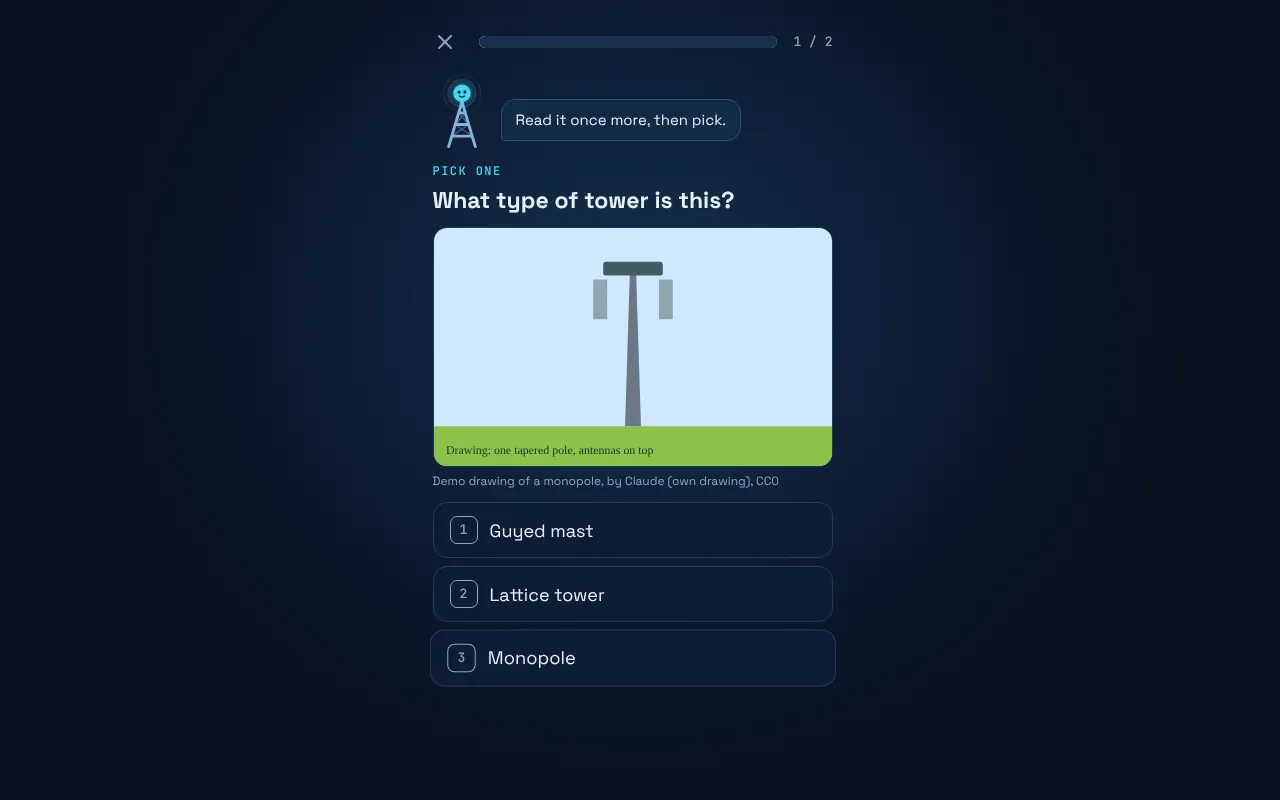 1 / 2
Read it once more, then pick.
PICK ONE
What type of tower is this?
Drawing: one tapered pole, antennas on top
Demo drawing of a monopole, by Claude (own drawing), CC0
1 Guyed mast
2 Lattice tower
3 Monopole